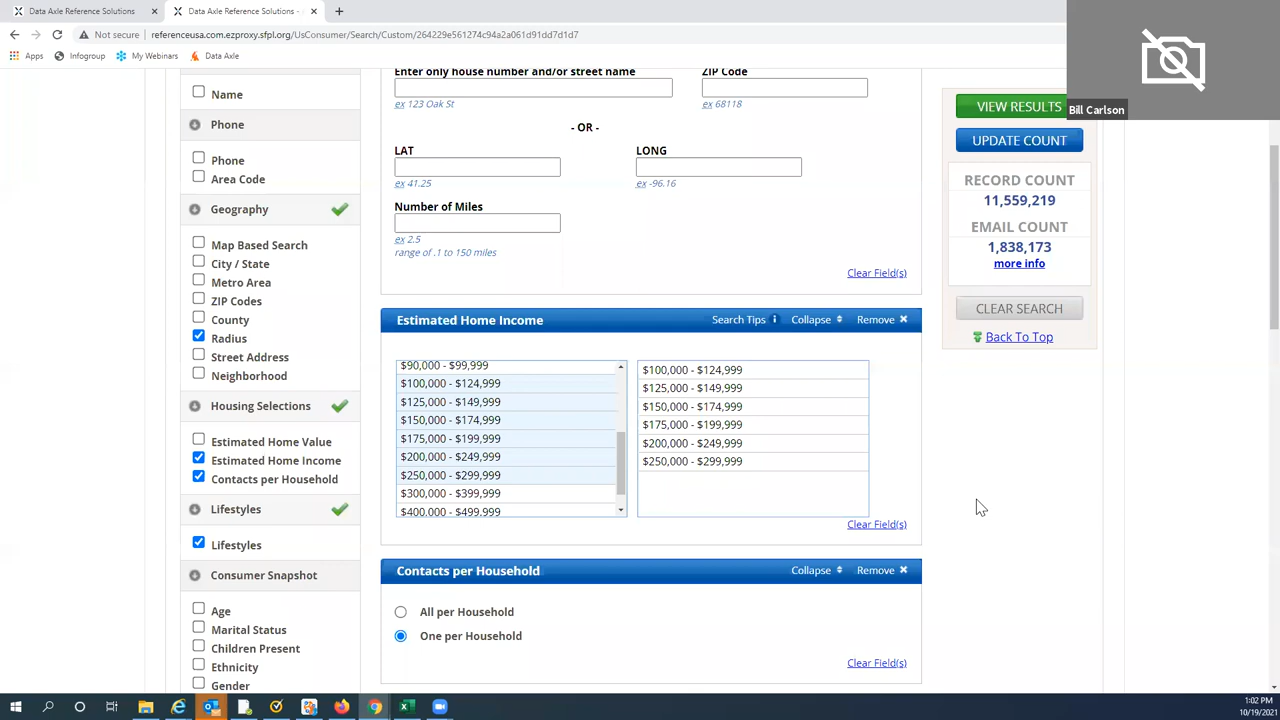 Data Axle Reference Solutions
Data Axle Reference Solutions -
Not secure | referenceusa.com.ezproxy.sfpl.org/UsConsumer/Search/Custom/264229e561274c94a2a061d91dd7d1d7
Apps
Infogroup
My Webinars
Data Axle
Bill Carlson
Name
Phone
Phone
Area Code
Geography
Map Based Search
City / State
Metro Area
ZIP Codes
County
Radius
Street Address
Neighborhood
Housing Selections
Estimated Home Value
Estimated Home Income
Contacts per Household
Lifestyles
Lifestyles
Consumer Snapshot
Age
Marital Status
Children Present
Ethnicity
Gender
Enter only house number and/or street name
ZIP Code
ex 123 Oak St
ex 68118
- OR -
LAT
LONG
ex 41.25
ex -96.16
Number of Miles
ex 2.5
range of .1 to 150 miles
Clear Field(s)
Estimated Home Income
Search Tips i
Collapse
Remove
$90,000 - $99,999
$100,000 - $124,999
$125,000 - $149,999
$150,000 - $174,999
$175,000 - $199,999
$200,000 - $249,999
$250,000 - $299,999
$300,000 - $399,999
$400,000 - $499,999
$100,000 - $124,999
$125,000 - $149,999
$150,000 - $174,999
$175,000 - $199,999
$200,000 - $249,999
$250,000 - $299,999
Clear Field(s)
Contacts per Household
Collapse
Remove
All per Household
One per Household
Clear Field(s)
VIEW RESULTS
UPDATE COUNT
RECORD COUNT
11,559,219
EMAIL COUNT
1,838,173
more info
CLEAR SEARCH
Back To Top
1:02 PM
10/19/2021